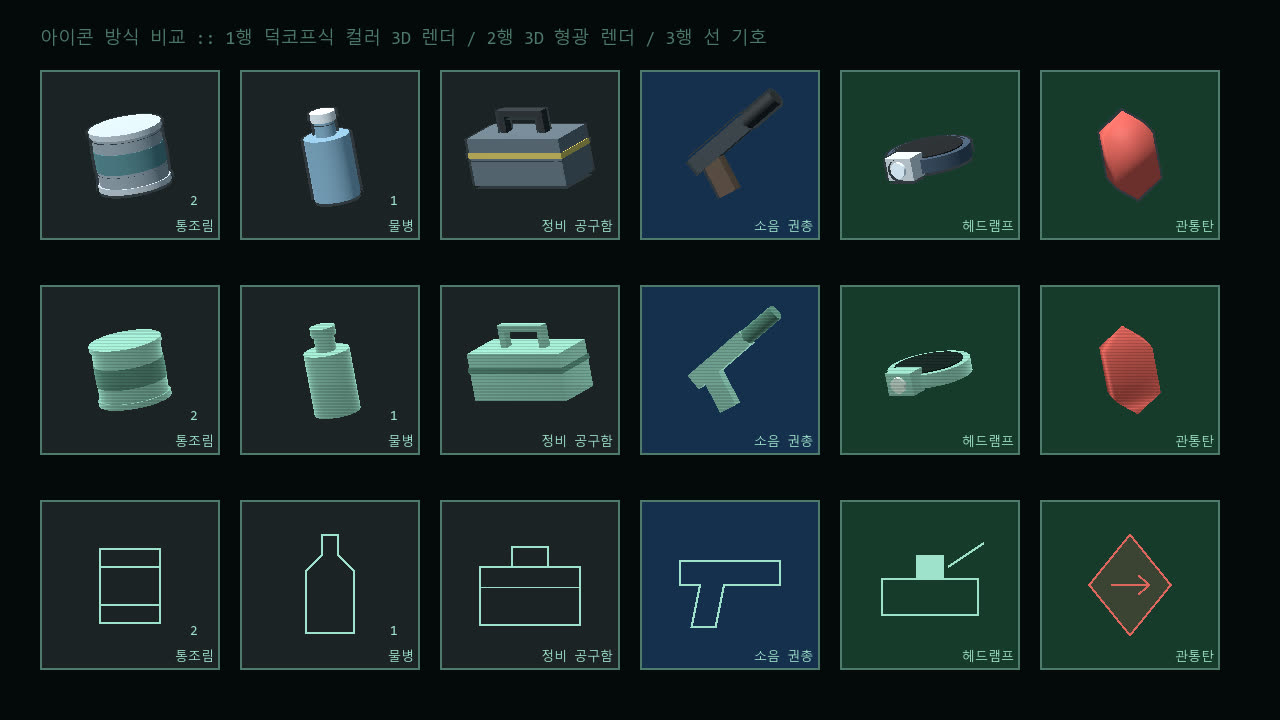 아이콘 방식 비교 :: 1행 덕코프식 컬러 3D 렌더 / 2행 3D 형광 렌더 / 3행 선 기호
2
통조림
1
물병
정비 공구함
소음 권총
헤드램프
관통탄
2
통조림
1
물병
정비 공구함
소음 권총
헤드램프
관통탄
2
통조림
1
물병
정비 공구함
소음 권총
헤드램프
관통탄